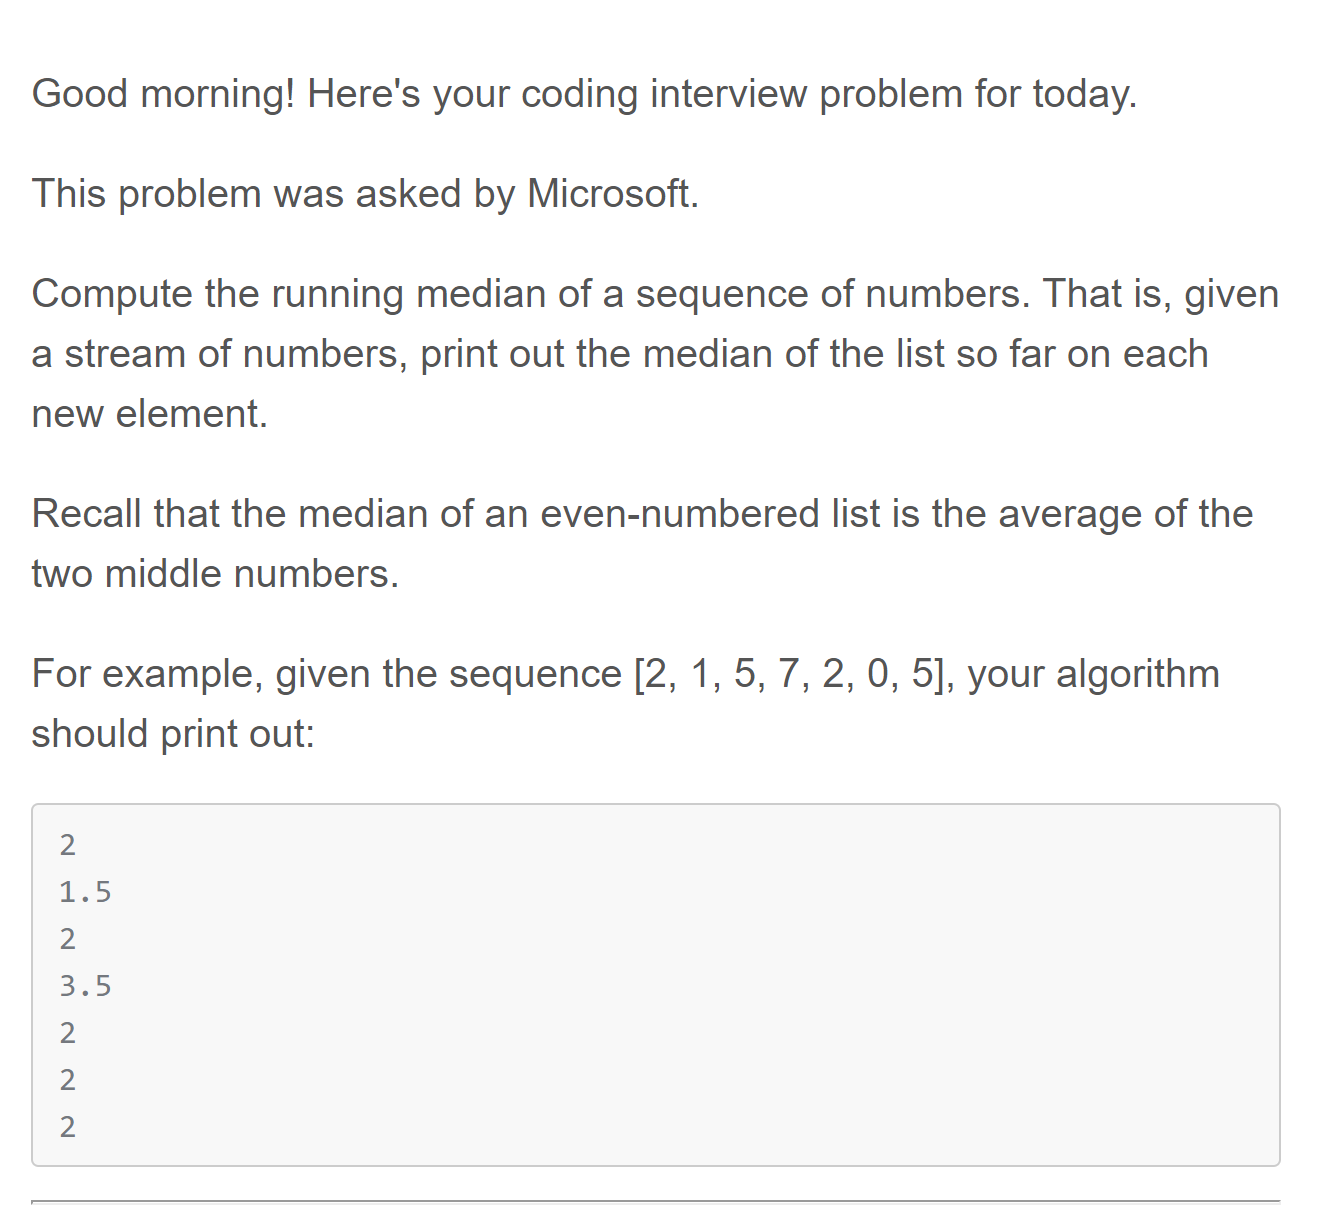 Good morning! Here's your coding interview problem for today.
This problem was asked by Microsoft.
Compute the running median of a sequence of numbers. That is, given
a stream of numbers, print out the median of the list so far on each
new element.
Recall that the median of an even-numbered list is the average of the
two middle numbers.
For example, given the sequence [2, 1, 5, 7, 2, 0, 5], your algorithm
should print out:
2
1.5
2
3.5
2
2
2